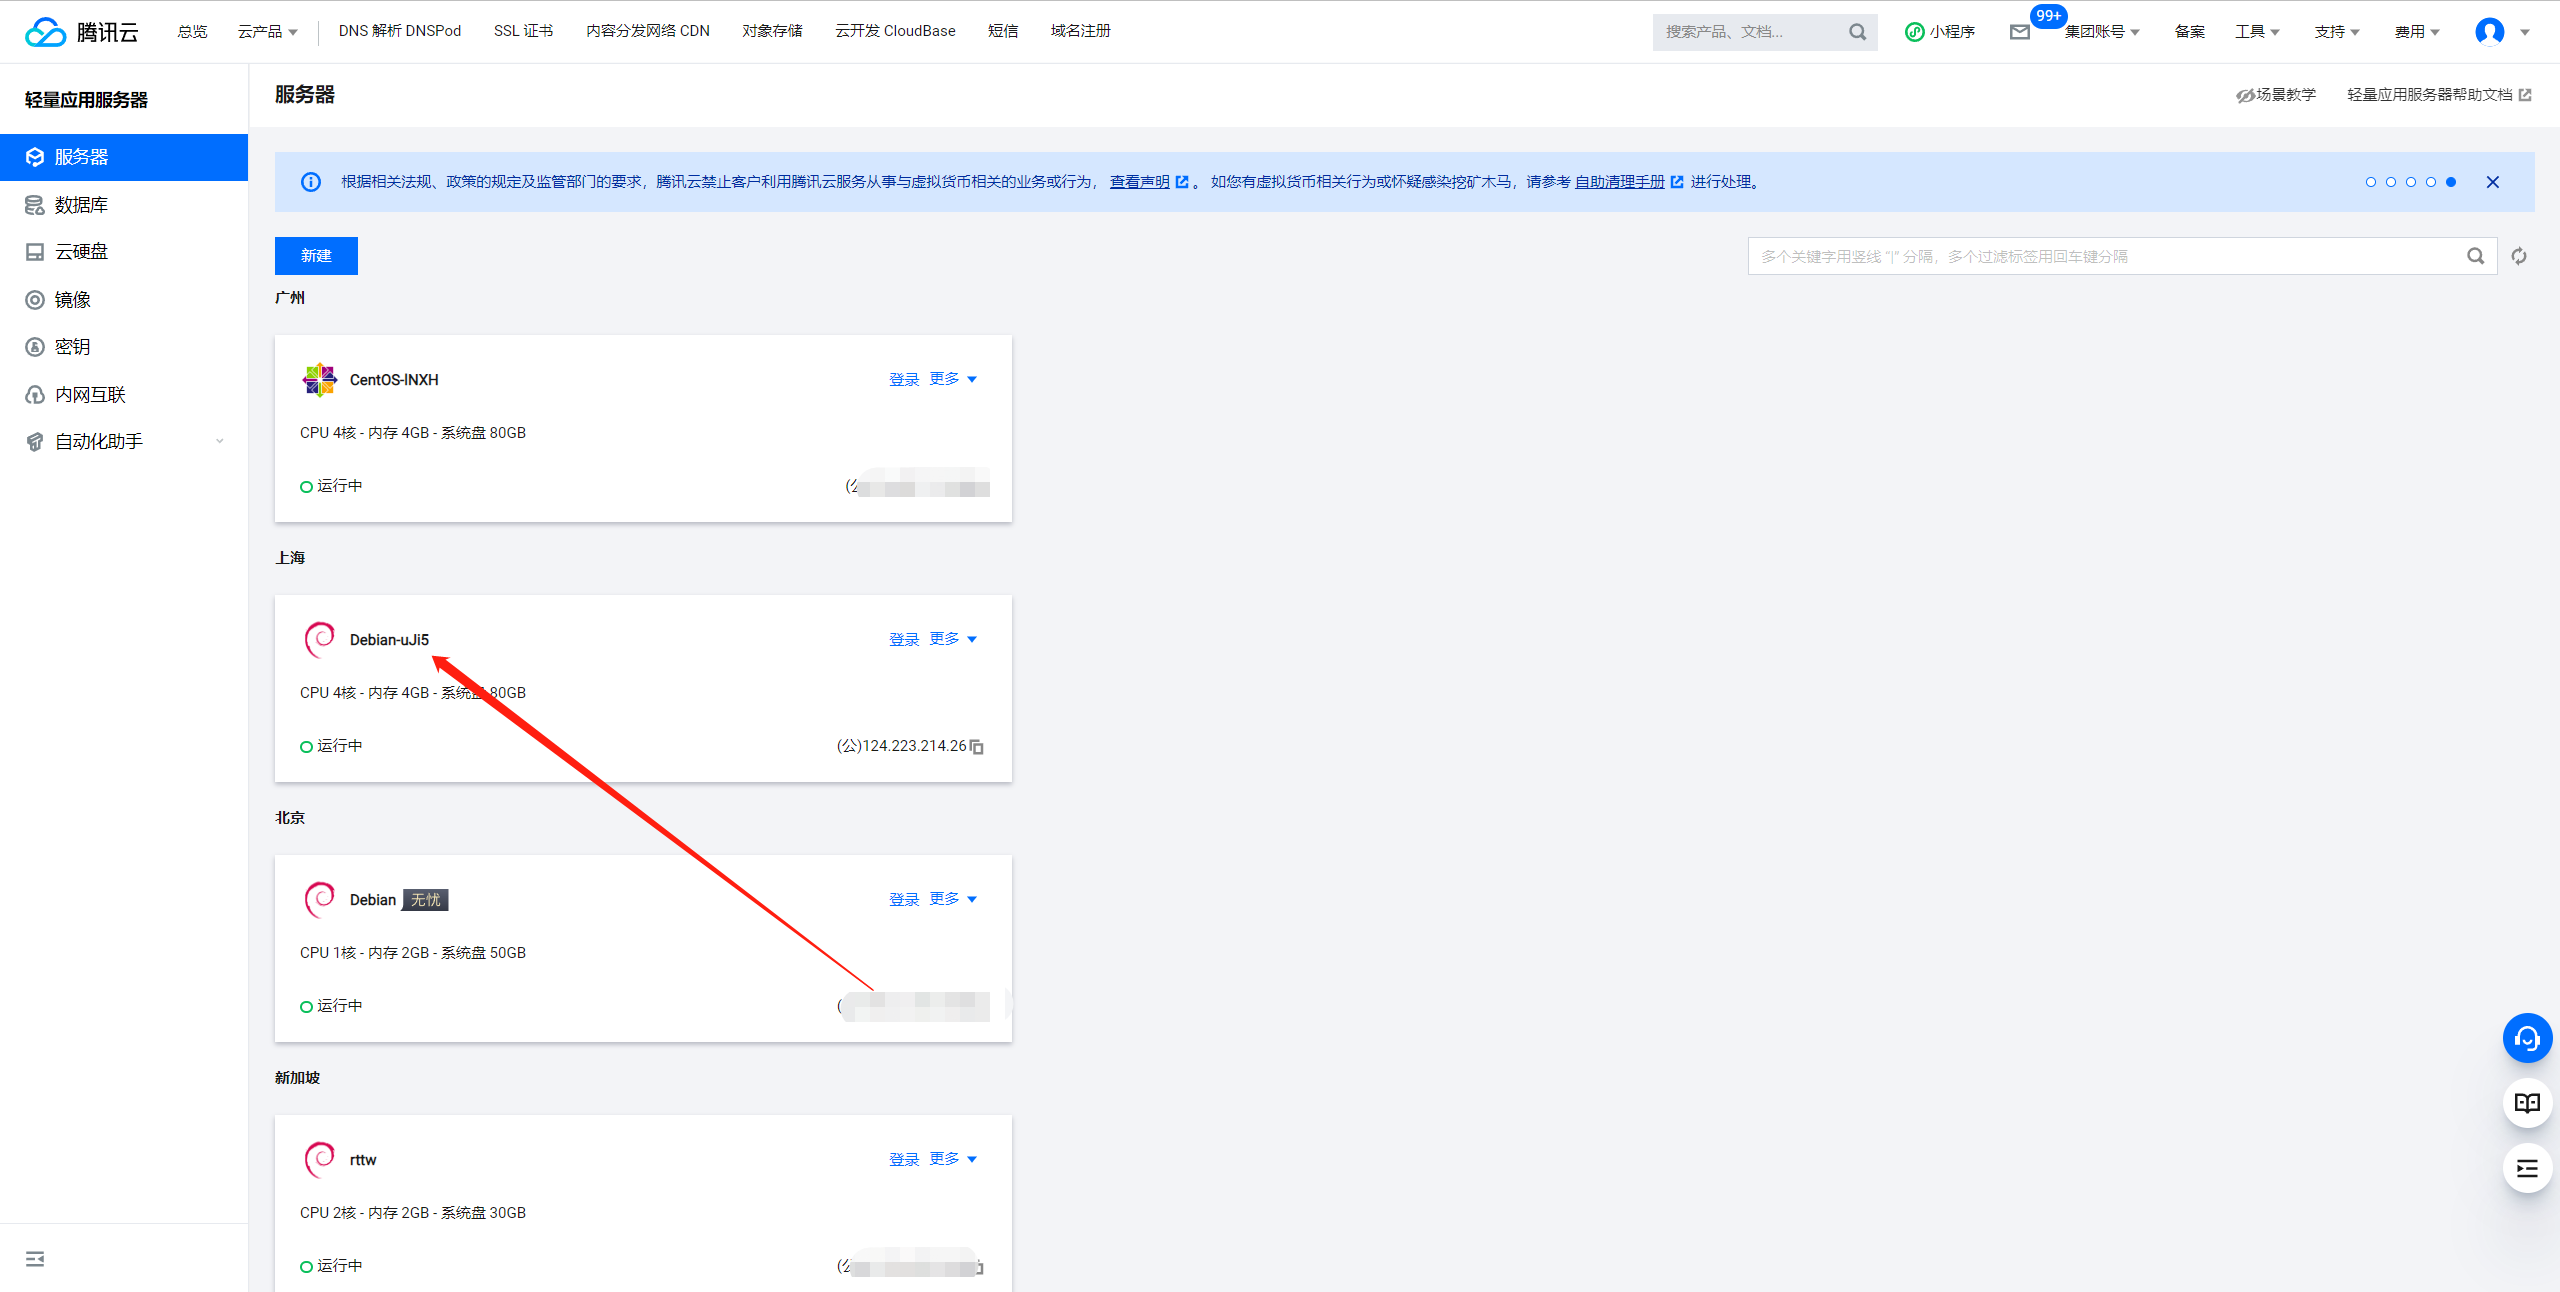 腾讯云 总览 云产品 DNS 解析 DNSPod SSL 证书 内容分发网络 CDN 对象存储 云开发 CloudBase 短信 域名注册 搜索产品、文档... 小程序 99+ 集团账号 备案 工具 支持 费用
轻量应用服务器
服务器
数据库
云硬盘
镜像
密钥
内网互联
自动化助手
服务器 场景教学 轻量应用服务器帮助文档
根据相关法规、政策的规定及监管部门的要求，腾讯云禁止客户利用腾讯云服务从事与虚拟货币相关的业务或行为， 查看声明 。 如您有虚拟货币相关行为或怀疑感染挖矿木马，请参考 自助清理手册 进行处理。
新建 多个关键字用竖线 "|" 分隔，多个过滤标签用回车键分隔
广州
CentOS-lNXH 登录 更多
CPU 4核 - 内存 4GB - 系统盘 80GB
运行中
上海
Debian-uJi5 登录 更多
CPU 4核 - 内存 4GB - 系统盘 80GB
运行中 (公)124.223.214.26
北京
Debian 无忧 登录 更多
CPU 1核 - 内存 2GB - 系统盘 50GB
运行中
新加坡
rttw 登录 更多
CPU 2核 - 内存 2GB - 系统盘 30GB
运行中